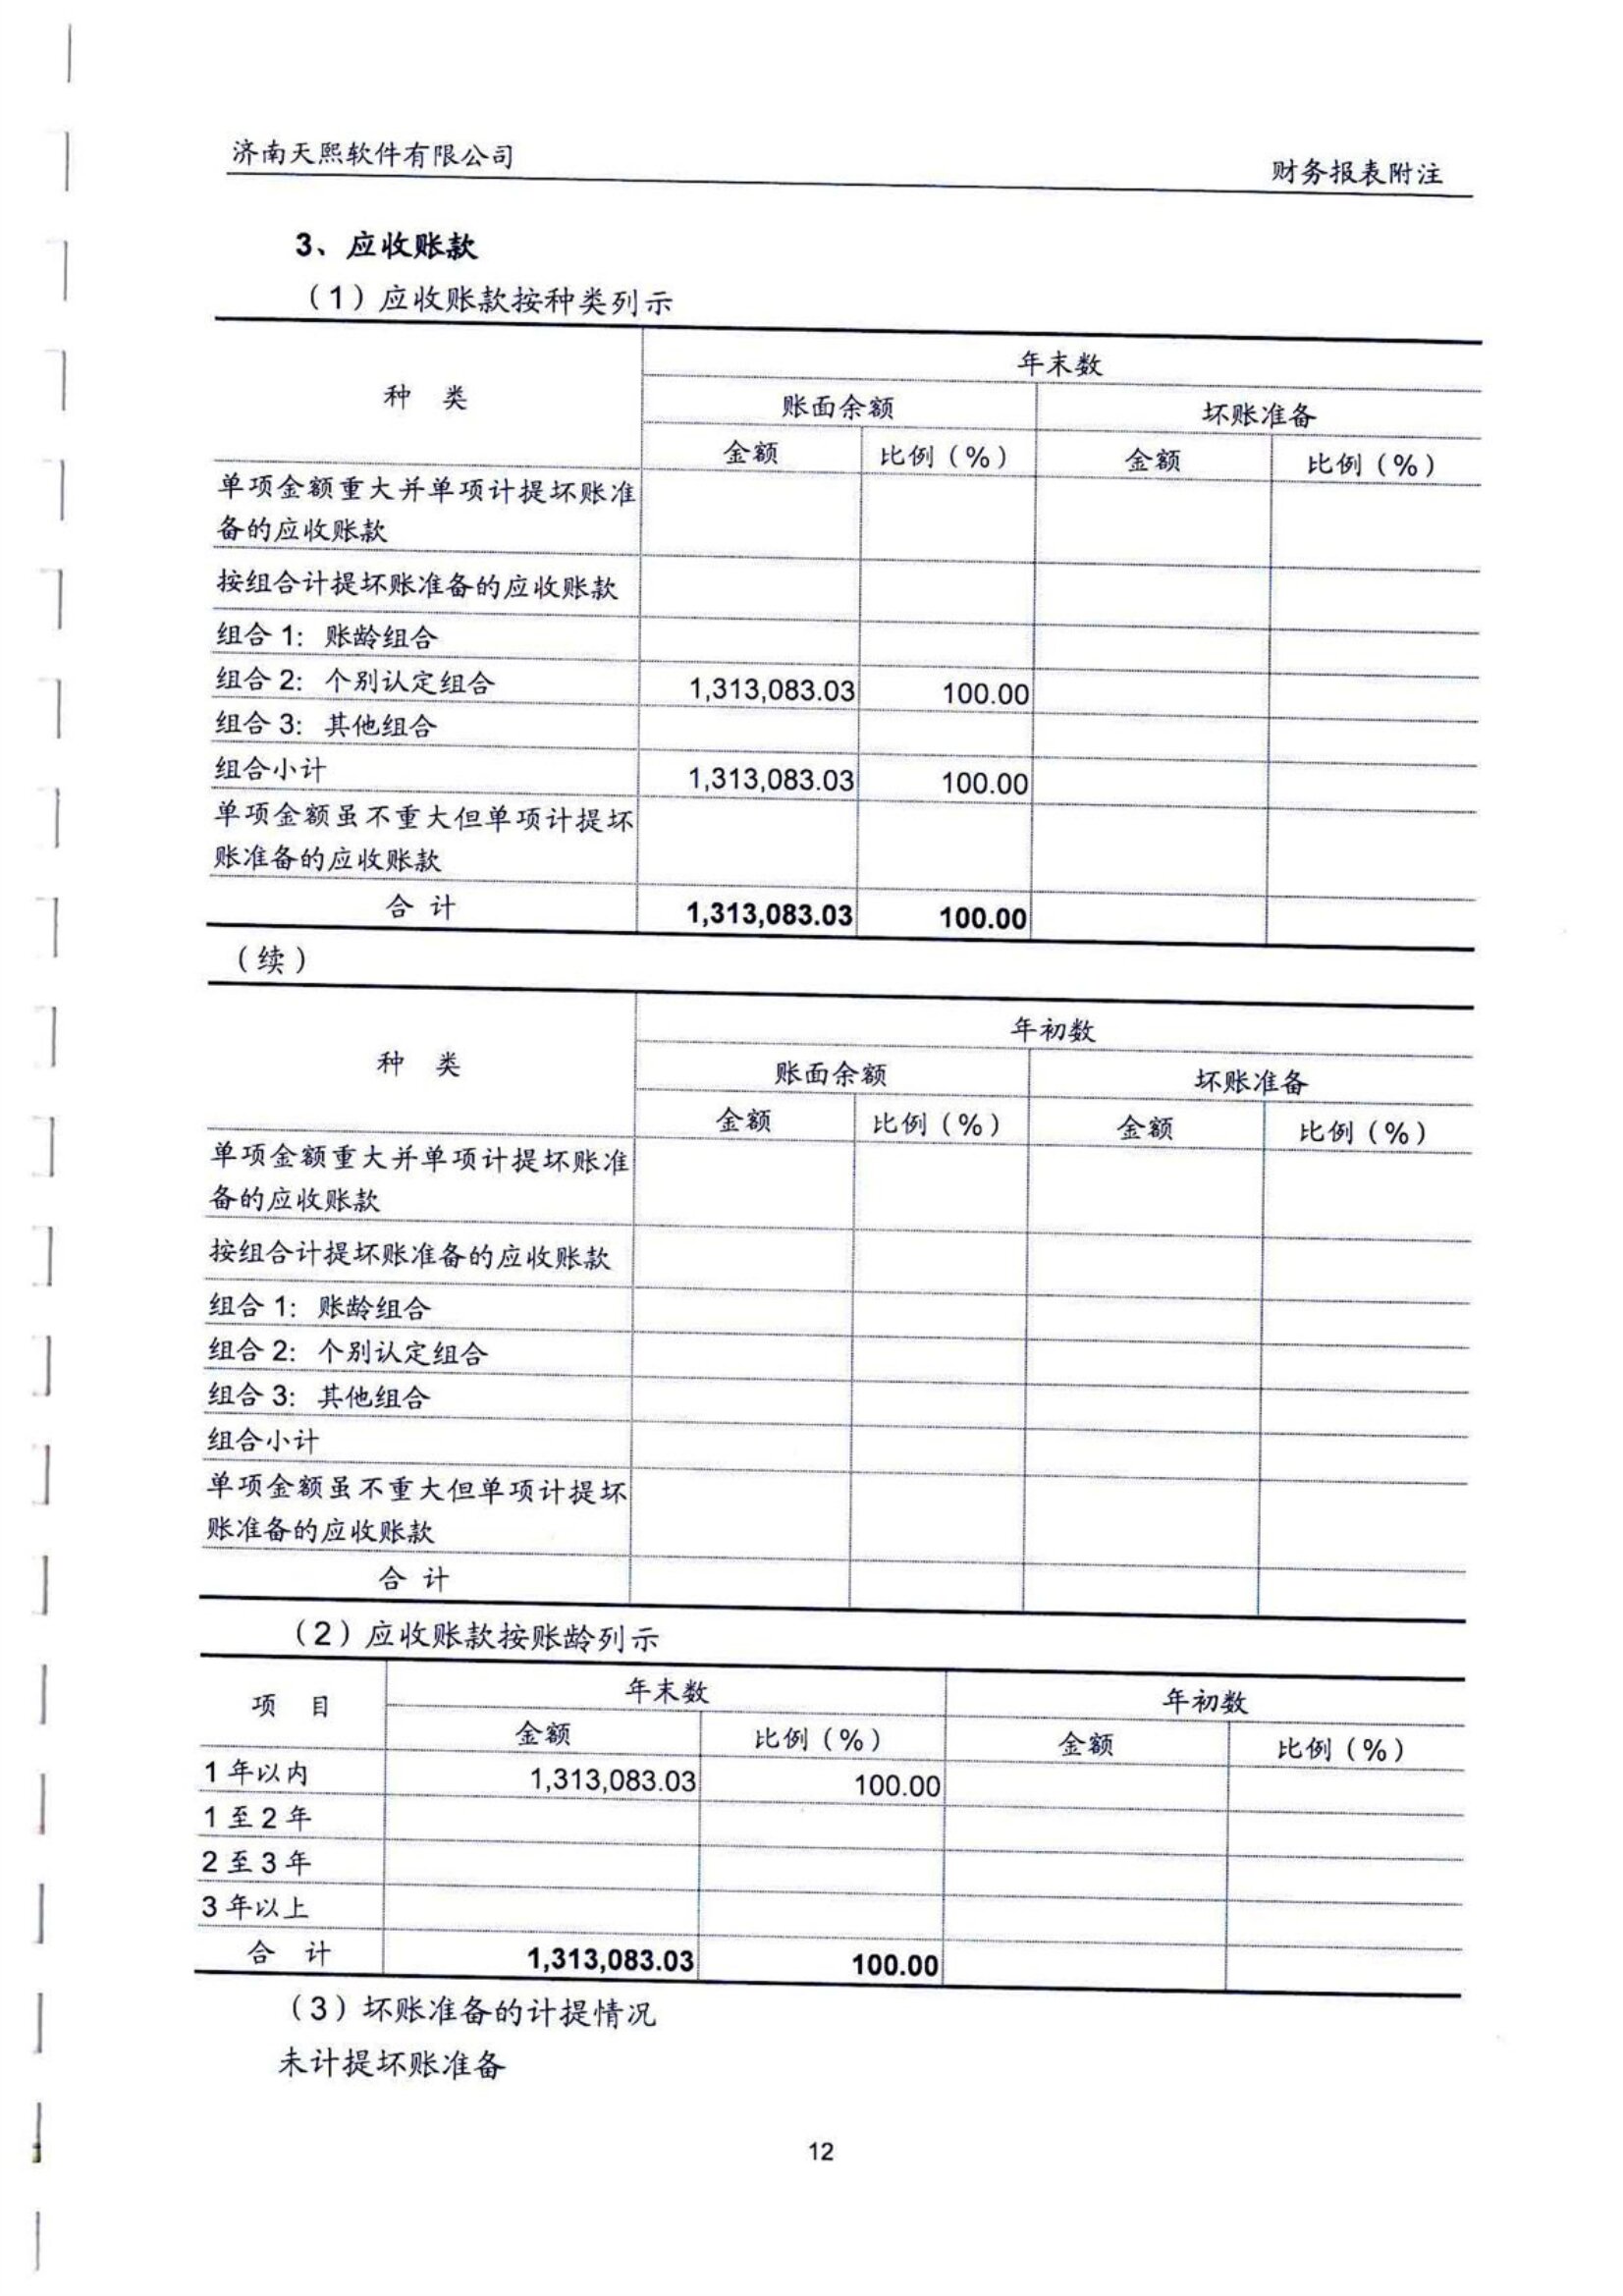 济南天熙软件有限公司
财务报表附注
3、应收账款
（1）应收账款按种类列示
种 类
年末数
账面余额
坏账准备
金额
比例（%）
金额
比例（%）
单项金额重大并单项计提坏账准
备的应收账款
按组合计提坏账准备的应收账款
组合 1: 账龄组合
组合 2: 个别认定组合 1,313,083.03 100.00
组合 3: 其他组合
组合小计 1,313,083.03 100.00
单项金额虽不重大但单项计提坏
账准备的应收账款
合 计 1,313,083.03 100.00
（续）
种 类
年初数
账面余额
坏账准备
金额
比例（%）
金额
比例（%）
单项金额重大并单项计提坏账准
备的应收账款
按组合计提坏账准备的应收账款
组合 1: 账龄组合
组合 2: 个别认定组合
组合 3: 其他组合
组合小计
单项金额虽不重大但单项计提坏
账准备的应收账款
合 计
（2）应收账款按账龄列示
项 目
年末数
年初数
金额
比例（%）
金额
比例（%）
1 年以内 1,313,083.03 100.00
1 至 2 年
2 至 3 年
3 年以上
合 计 1,313,083.03 100.00
（3）坏账准备的计提情况
未计提坏账准备
12